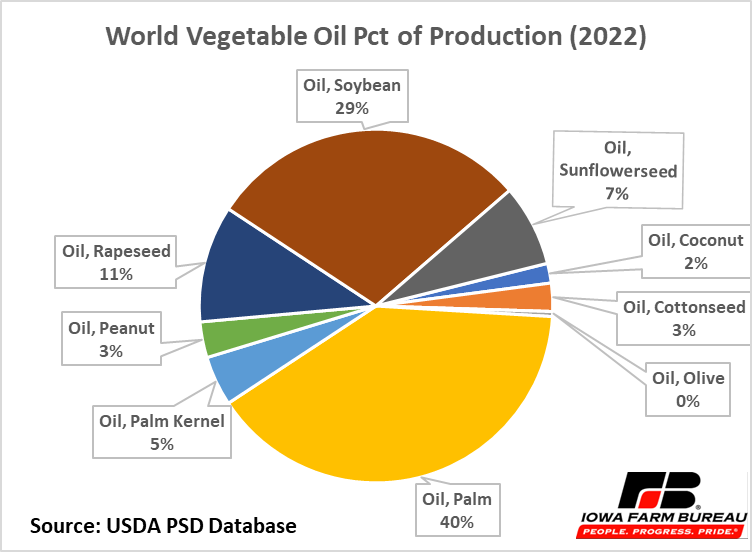 World Vegetable Oil Pct of Production (2022)
Oil, Soybean
29%
Oil,
Sunflowerseed
7%
Oil, Coconut
2%
Oil, Cottonseed
3%
Oil, Olive
0%
Oil, Palm
40%
Oil, Palm Kernel
5%
Oil, Peanut
3%
Oil, Rapeseed
11%
Source: USDA PSD Database
FB
IOWA FARM BUREAU
PEOPLE. PROGRESS. PRIDE.®